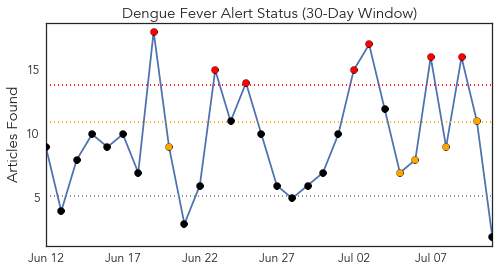 Dengue Fever Alert Status (30-Day Window)
Articles Found
15
10
5
Jun 12 Jun 17 Jun 22 Jun 27 Jul 02 Jul 07